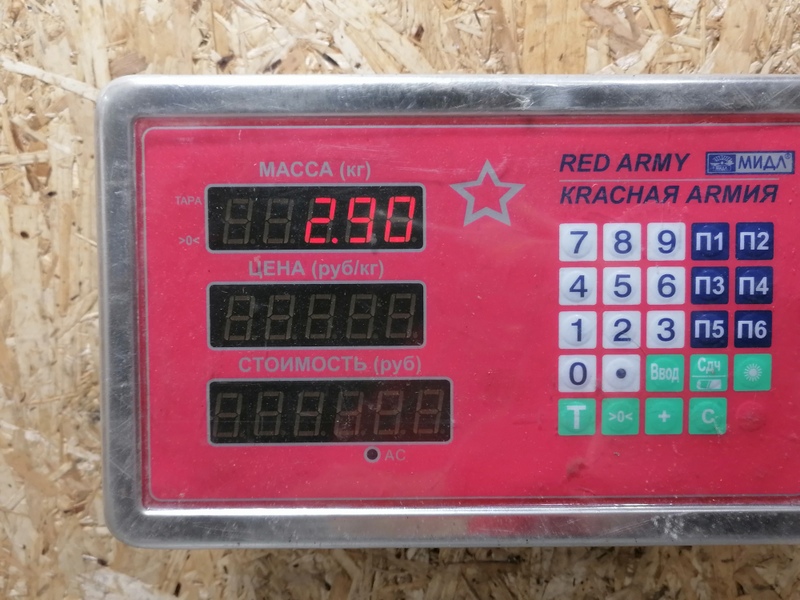 МАССА (кг)
ТАРА
>0<
2.90
ЦЕНА (руб/кг)
СТОИМОСТЬ (руб)
AC
RED ARMY МИДЛ®
КРАСНАЯ АRМИЯ
7 8 9 П1 П2
4 5 6 П3 П4
1 2 3 П5 П6
0 • Ввод Сдч
T >0< + C